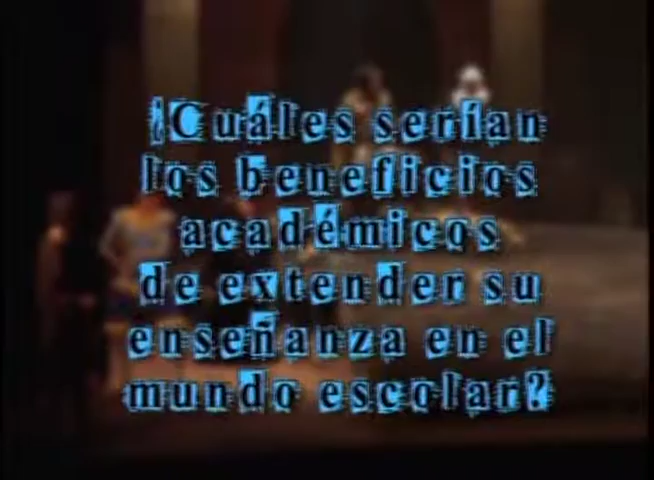 ¿Cuáles serían
los beneficios
académicos
de extender su
enseñanza en el
mundo escolar?